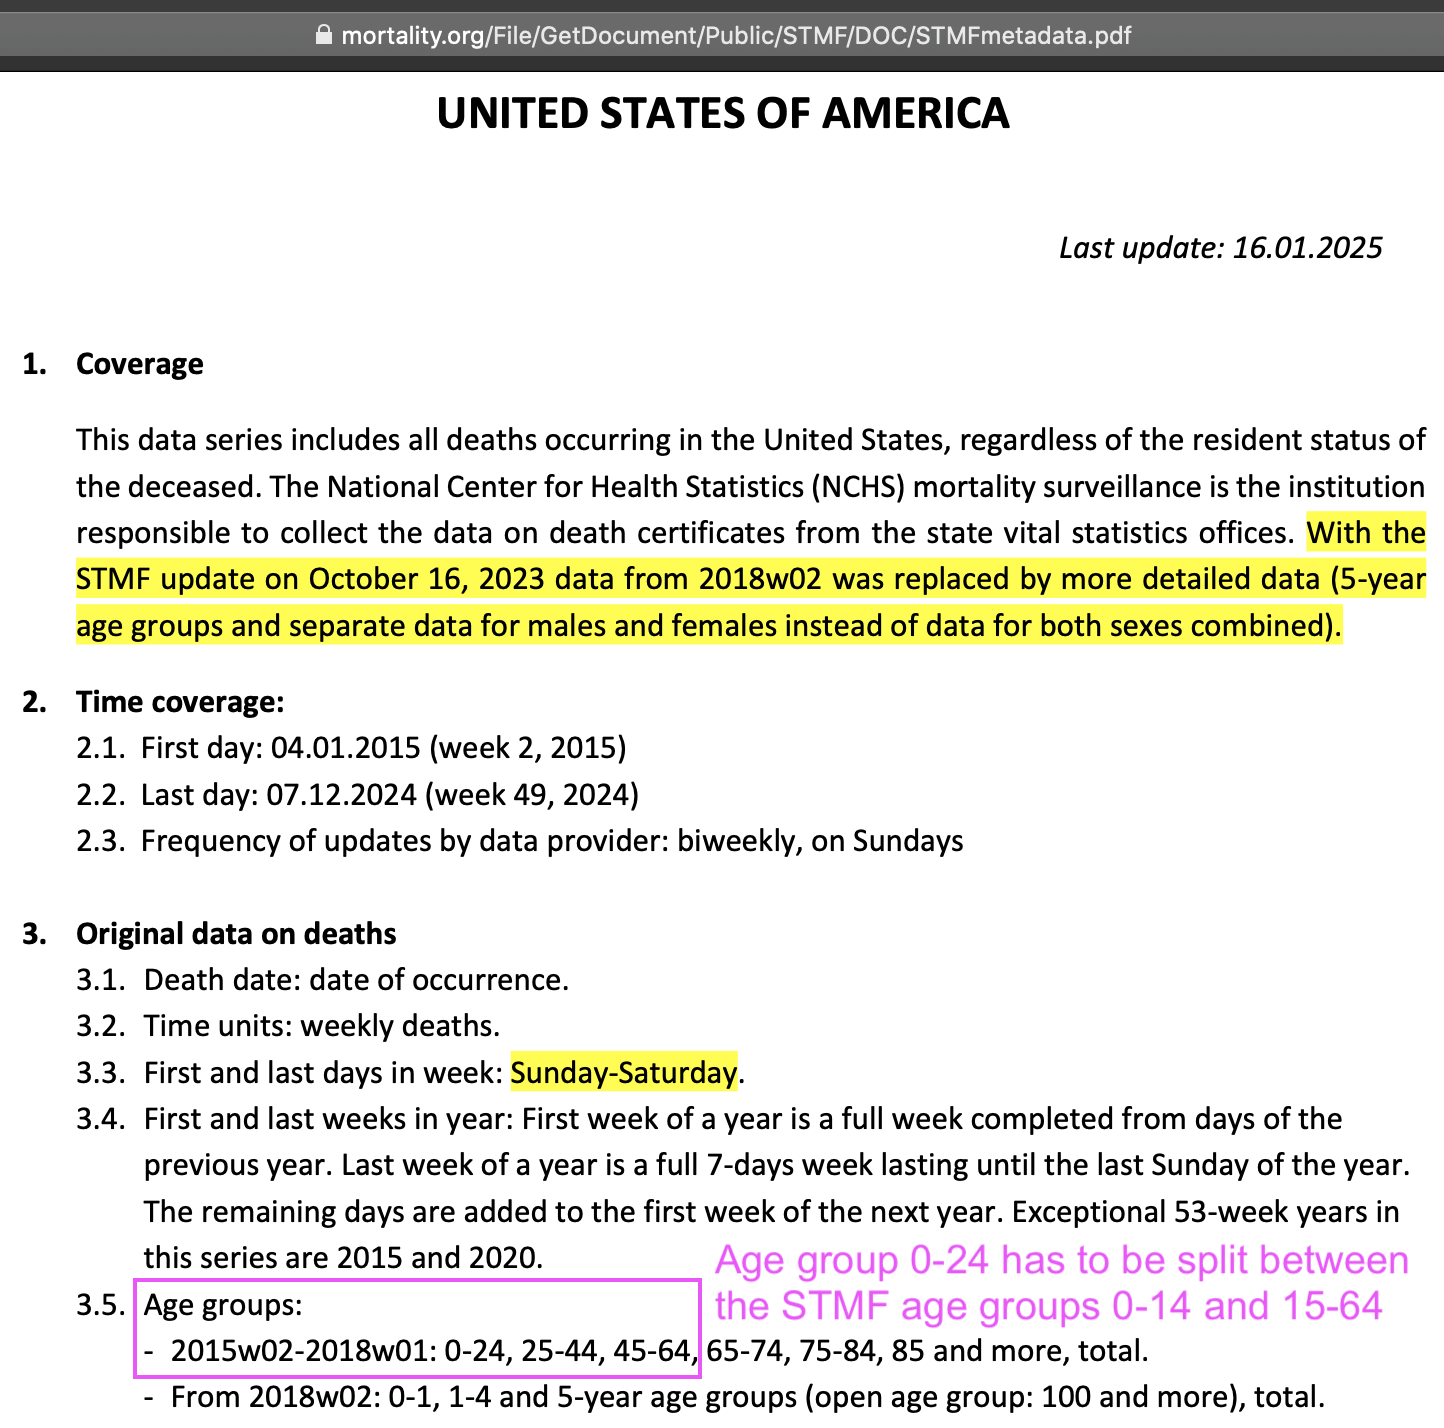 mortality.org/File/GetDocument/Public/STMF/DOC/STMFmetadata.pdf
UNITED STATES OF AMERICA
Last update: 16.01.2025
1. Coverage
This data series includes all deaths occurring in the United States, regardless of the resident status of
the deceased. The National Center for Health Statistics (NCHS) mortality surveillance is the institution
responsible to collect the data on death certificates from the state vital statistics offices. With the
STMF update on October 16, 2023 data from 2018w02 was replaced by more detailed data (5-year
age groups and separate data for males and females instead of data for both sexes combined).
2. Time coverage:
2.1. First day: 04.01.2015 (week 2, 2015)
2.2. Last day: 07.12.2024 (week 49, 2024)
2.3. Frequency of updates by data provider: biweekly, on Sundays
3. Original data on deaths
3.1. Death date: date of occurrence.
3.2. Time units: weekly deaths.
3.3. First and last days in week: Sunday-Saturday.
3.4. First and last weeks in year: First week of a year is a full week completed from days of the
previous year. Last week of a year is a full 7-days week lasting until the last Sunday of the year.
The remaining days are added to the first week of the next year. Exceptional 53-week years in
this series are 2015 and 2020.
Age group 0-24 has to be split between
the STMF age groups 0-14 and 15-64
3.5. Age groups:
- 2015w02-2018w01: 0-24, 25-44, 45-64, 65-74, 75-84, 85 and more, total.
- From 2018w02: 0-1, 1-4 and 5-year age groups (open age group: 100 and more), total.